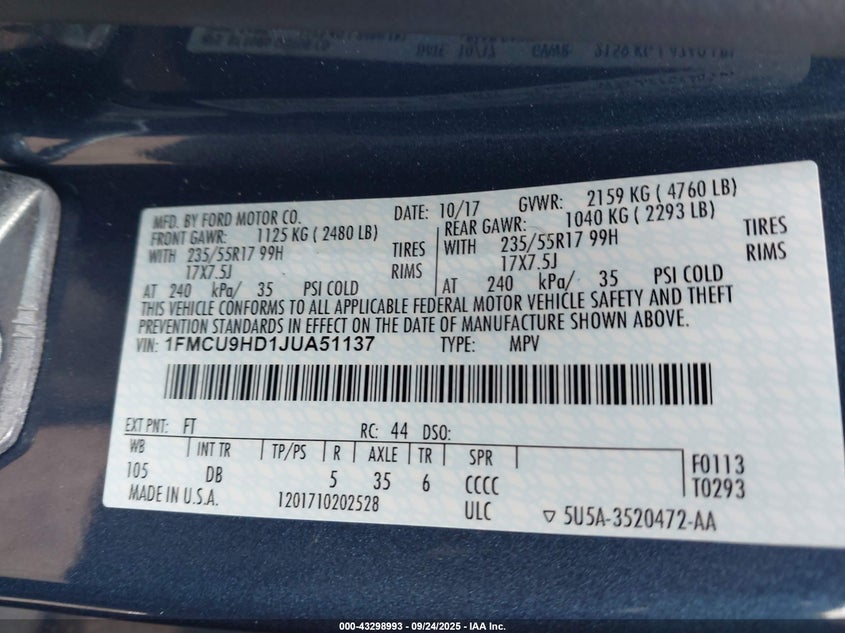 MFD. BY FORD MOTOR CO. DATE: 10/17 GVWR: 2159 KG ( 4760 LB)
FRONT GAWR: 1125 KG ( 2480 LB) REAR GAWR: 1040 KG ( 2293 LB)
WITH 235/55R17 99H TIRES WITH 235/55R17 99H TIRES
17X7.5J RIMS 17X7.5J RIMS
AT 240 kPa/ 35 PSI COLD AT 240 kPa/ 35 PSI COLD
THIS VEHICLE CONFORMS TO ALL APPLICABLE FEDERAL MOTOR VEHICLE SAFETY AND THEFT
PREVENTION STANDARDS IN EFFECT ON THE DATE OF MANUFACTURE SHOWN ABOVE.
VIN: 1FMCU9HD1JUA51137 TYPE: MPV
EXT PNT: FT RC: 44 DSO:
WB INT TR TP/PS R AXLE TR SPR F0113
105 DB 5 35 6 CCCC T0293
MADE IN U.S.A. 1201710202528 ULC ▽ 5U5A-3520472-AA
000-43298993 / 09/24/2025 - IAA Inc.